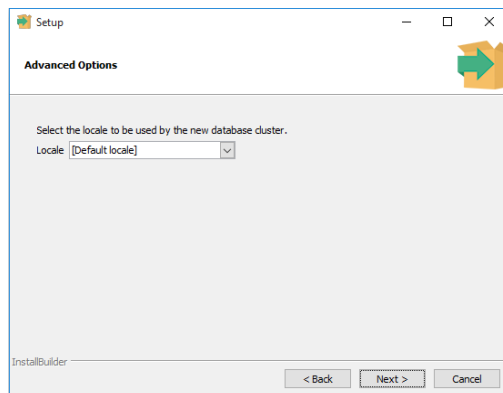 Setup
Advanced Options
Select the locale to be used by the new database cluster.
Locale [Default locale]
InstallBuilder
< Back Next > Cancel